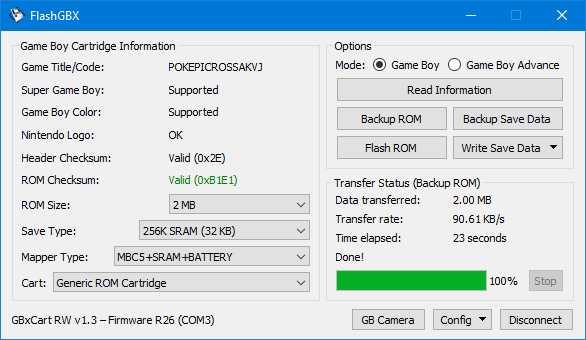 FlashGBX
Game Boy Cartridge Information
Game Title/Code: POKEPICROSSAKVJ
Super Game Boy: Supported
Game Boy Color: Supported
Nintendo Logo: OK
Header Checksum: Valid (0x2E)
ROM Checksum: Valid (0xB1E1)
ROM Size: 2 MB
Save Type: 256K SRAM (32 KB)
Mapper Type: MBC5+SRAM+BATTERY
Cart: Generic ROM Cartridge
Options
Mode: Game Boy Game Boy Advance
Read Information
Backup ROM Backup Save Data
Flash ROM Write Save Data
Transfer Status (Backup ROM)
Data transferred: 2.00 MB
Transfer rate: 90.61 KB/s
Time elapsed: 23 seconds
Done!
100% Stop
GBxCart RW v1.3 – Firmware R26 (COM3)
GB Camera Config Disconnect